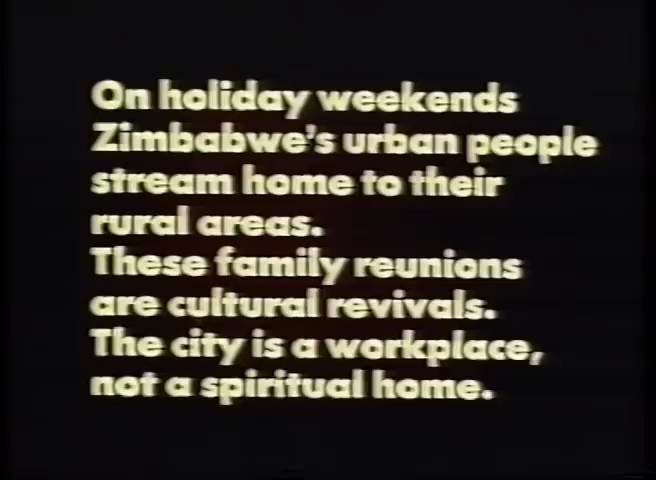 On holiday weekends
Zimbabwe's urban people
stream home to their
rural areas.
These family reunions
are cultural revivals.
The city is a workplace,
not a spiritual home.